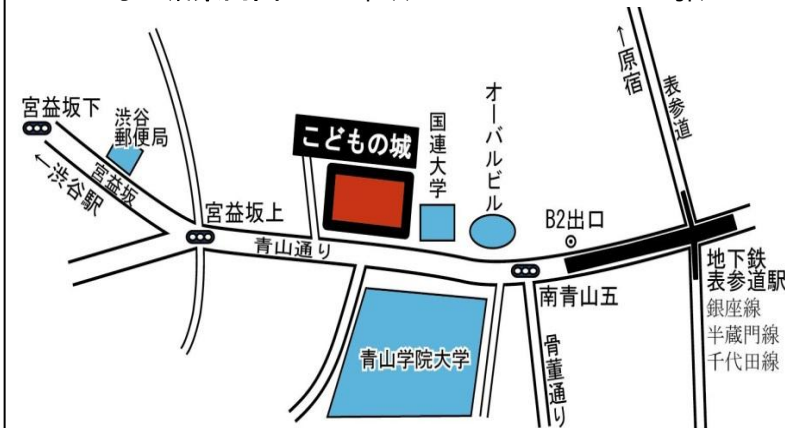 ←原宿
表参道
オーバルビル
国連大学
こどもの城
宮益坂下
渋谷
郵便局
宮益坂
←渋谷駅
宮益坂上
青山通り
B2出口
南青山五
地下鉄
表参道駅
銀座線
半蔵門線
千代田線
青山学院大学
骨董通り